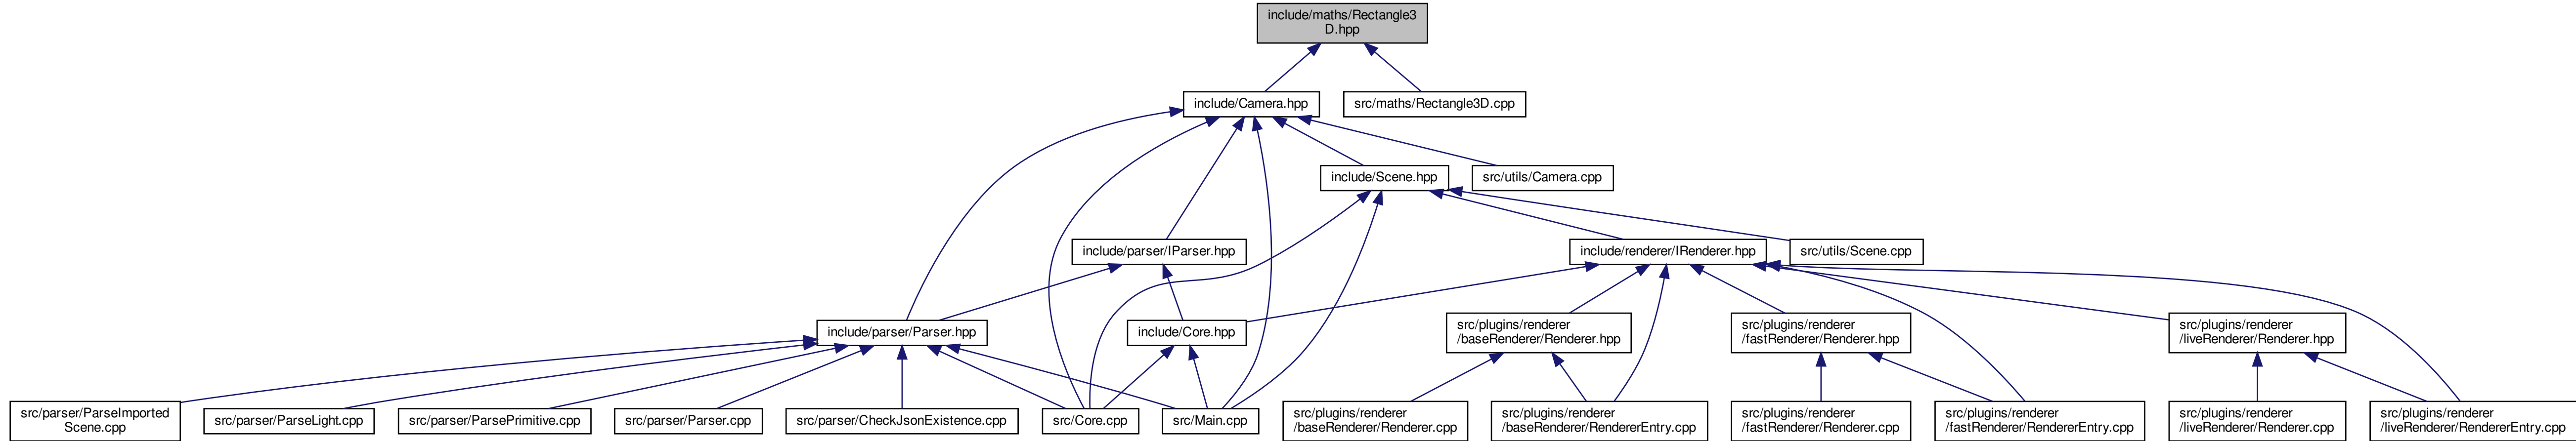 include/maths/Rectangle3
D.hpp
include/Camera.hpp
src/maths/Rectangle3D.cpp
include/Scene.hpp
src/utils/Camera.cpp
include/parser/IParser.hpp
include/renderer/IRenderer.hpp
src/utils/Scene.cpp
include/parser/Parser.hpp
include/Core.hpp
src/plugins/renderer
/baseRenderer/Renderer.hpp
src/plugins/renderer
/fastRenderer/Renderer.hpp
src/plugins/renderer
/liveRenderer/Renderer.hpp
src/parser/ParseImported
Scene.cpp
src/parser/ParseLight.cpp
src/parser/ParsePrimitive.cpp
src/parser/Parser.cpp
src/parser/CheckJsonExistence.cpp
src/Core.cpp
src/Main.cpp
src/plugins/renderer
/baseRenderer/Renderer.cpp
src/plugins/renderer
/baseRenderer/RendererEntry.cpp
src/plugins/renderer
/fastRenderer/Renderer.cpp
src/plugins/renderer
/fastRenderer/RendererEntry.cpp
src/plugins/renderer
/liveRenderer/Renderer.cpp
src/plugins/renderer
/liveRenderer/RendererEntry.cpp